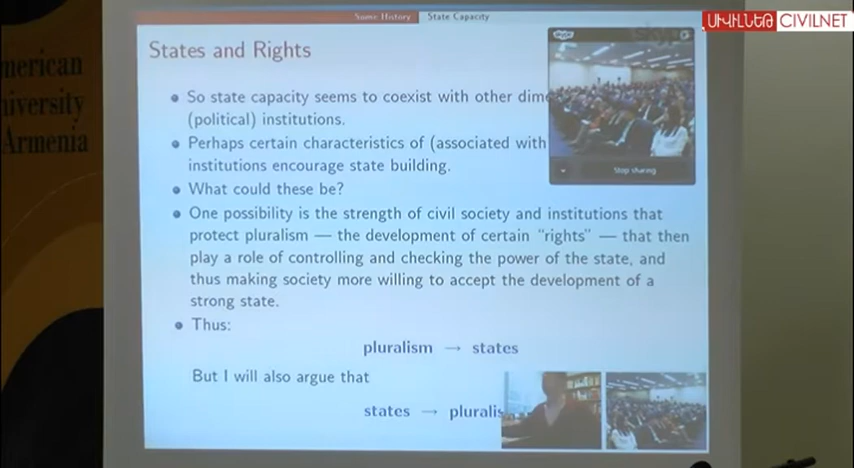 Some History State Capacity
ՍԻՎԻԼՆԵԹ CIVILNET
States and Rights
skype
merican
iversity
Armenia
So state capacity seems to coexist with other dim
(political) institutions.
Perhaps certain characteristics of (associated with
institutions encourage state building.
Stop sharing
What could these be?
One possibility is the strength of civil society and institutions that
protect pluralism — the development of certain “rights” — that then
play a role of controlling and checking the power of the state, and
thus making society more willing to accept the development of a
strong state.
Thus:
pluralism → states
But I will also argue that
states → pluralis